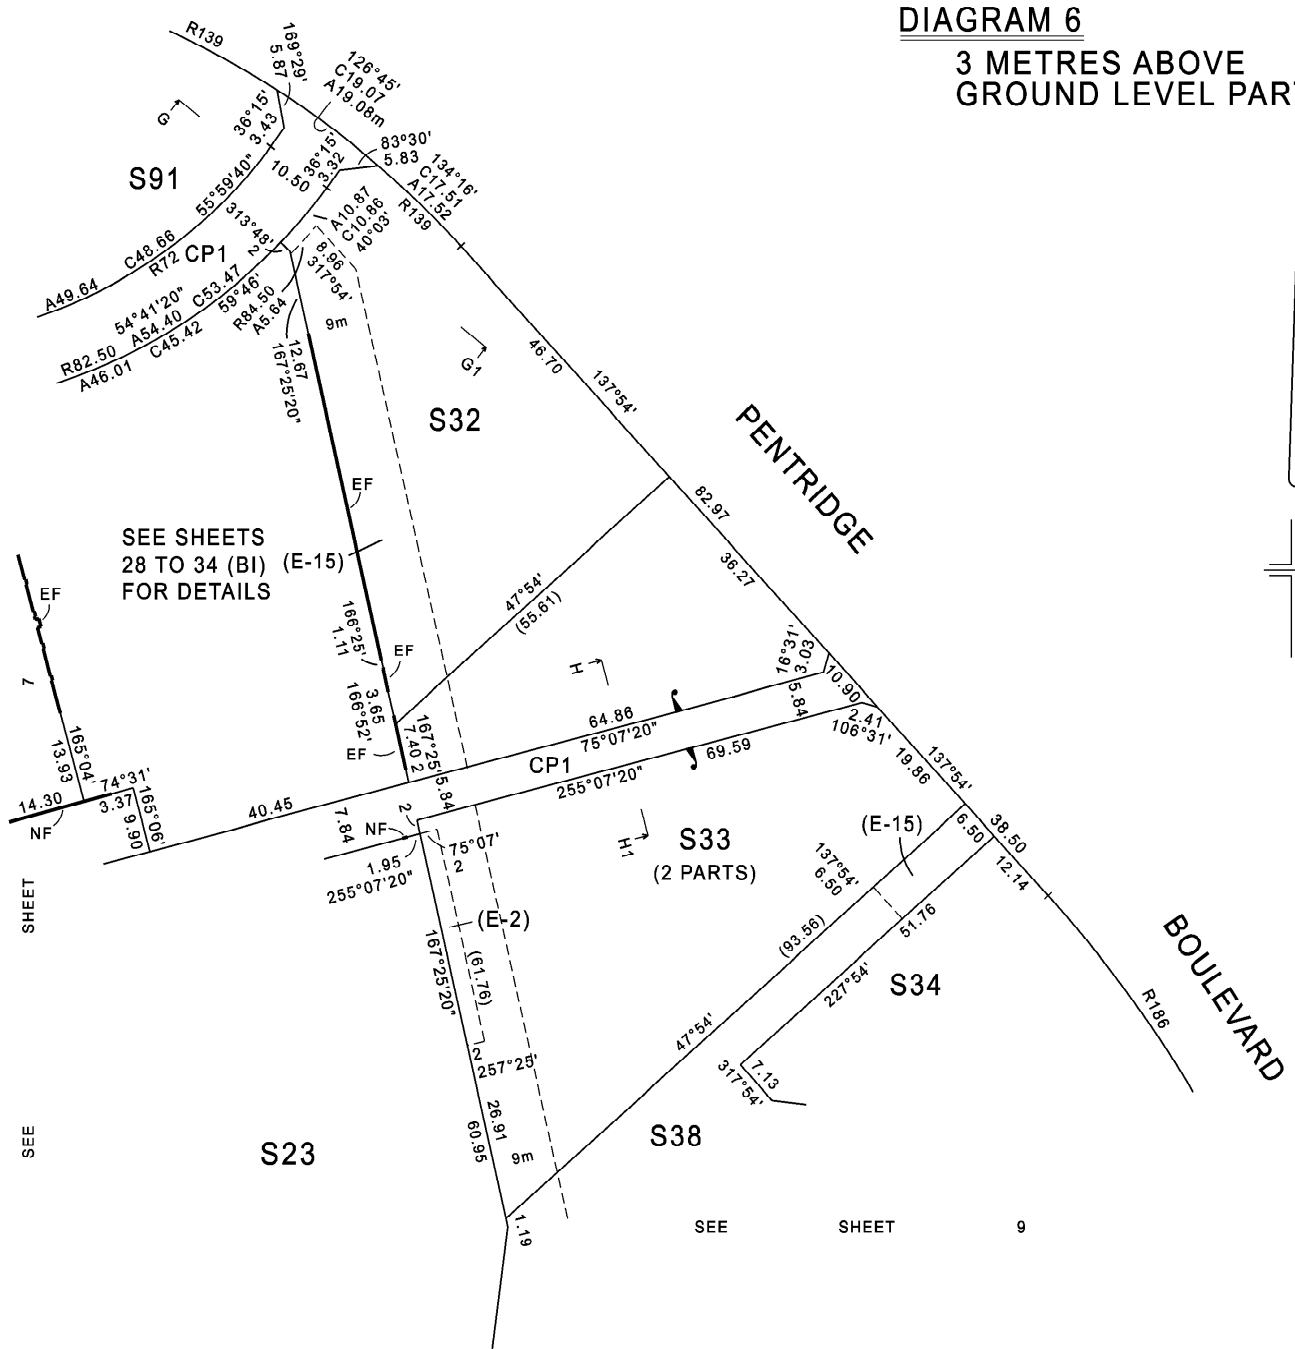 DIAGRAM 6
3 METRES ABOVE
GROUND LEVEL PART
R139
169°29'
5.87
126°45'
C19.07
A19.08m
G
36°15'
3.43
83°30'
5.83
134°16'
C17.51
A17.52
R139
S91
10.50
36°15'
3.32
55°59'40"
A10.87
C10.86
40°03'
313°48'
2
8.96
317°54'
C48.66
R72
CP1
A49.64
C53.47
59°46'
R84.50
A5.64
54°41'20"
A54.40
C45.42
R82.50
A46.01
9m
12.67
167°25'20"
G1
46.70
137°54'
S32
PENTRIDGE
EF
82.97
SEE SHEETS
28 TO 34 (BI)
FOR DETAILS
(E-15)
36.27
EF
47°54'
(55.61)
166°25'
1.11
EF
H
16°31'
3.03
7
3.65
166°52'
10.90
5.84
165°04'
13.93
EF
167°25'
7.40
2
64.86
75°07'20"
2.41
106°31'
69.59
CP1
255°07'20"
5.84
19.86
137°54'
74°31'
3.37
14.30
NF
165°06'
9.90
40.45
7.84
2
NF
75°07'
2
1.95
255°07'20"
H1
S33
(2 PARTS)
(E-15)
6.50
38.50
12.14
137°54'
6.50
SHEET
(E-2)
167°25'20"
(61.76)
(93.56)
51.76
227°54'
S34
BOULEVARD
R186
47°54'
2
257°25'
317°54'
7.13
26.91
60.95
9m
SEE
S23
S38
1.19
SEE SHEET 9